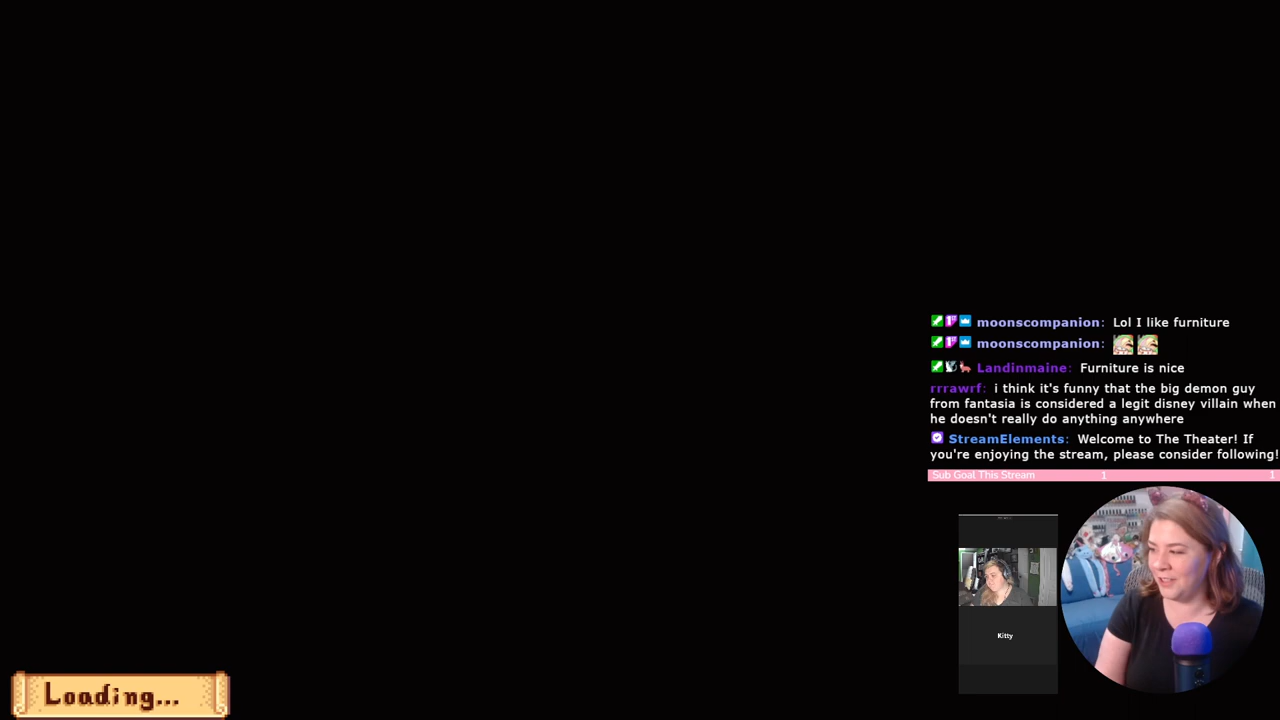 moonscompanion: Lol I like furniture
moonscompanion:
Landinmaine: Furniture is nice
rrrawrf: i think it's funny that the big demon guy
from fantasia is considered a legit disney villain when
he doesn't really do anything anywhere
StreamElements: Welcome to The Theater! If
you're enjoying the stream, please consider following!
Sub Goal This Stream 1 1
Kitty
Loading...